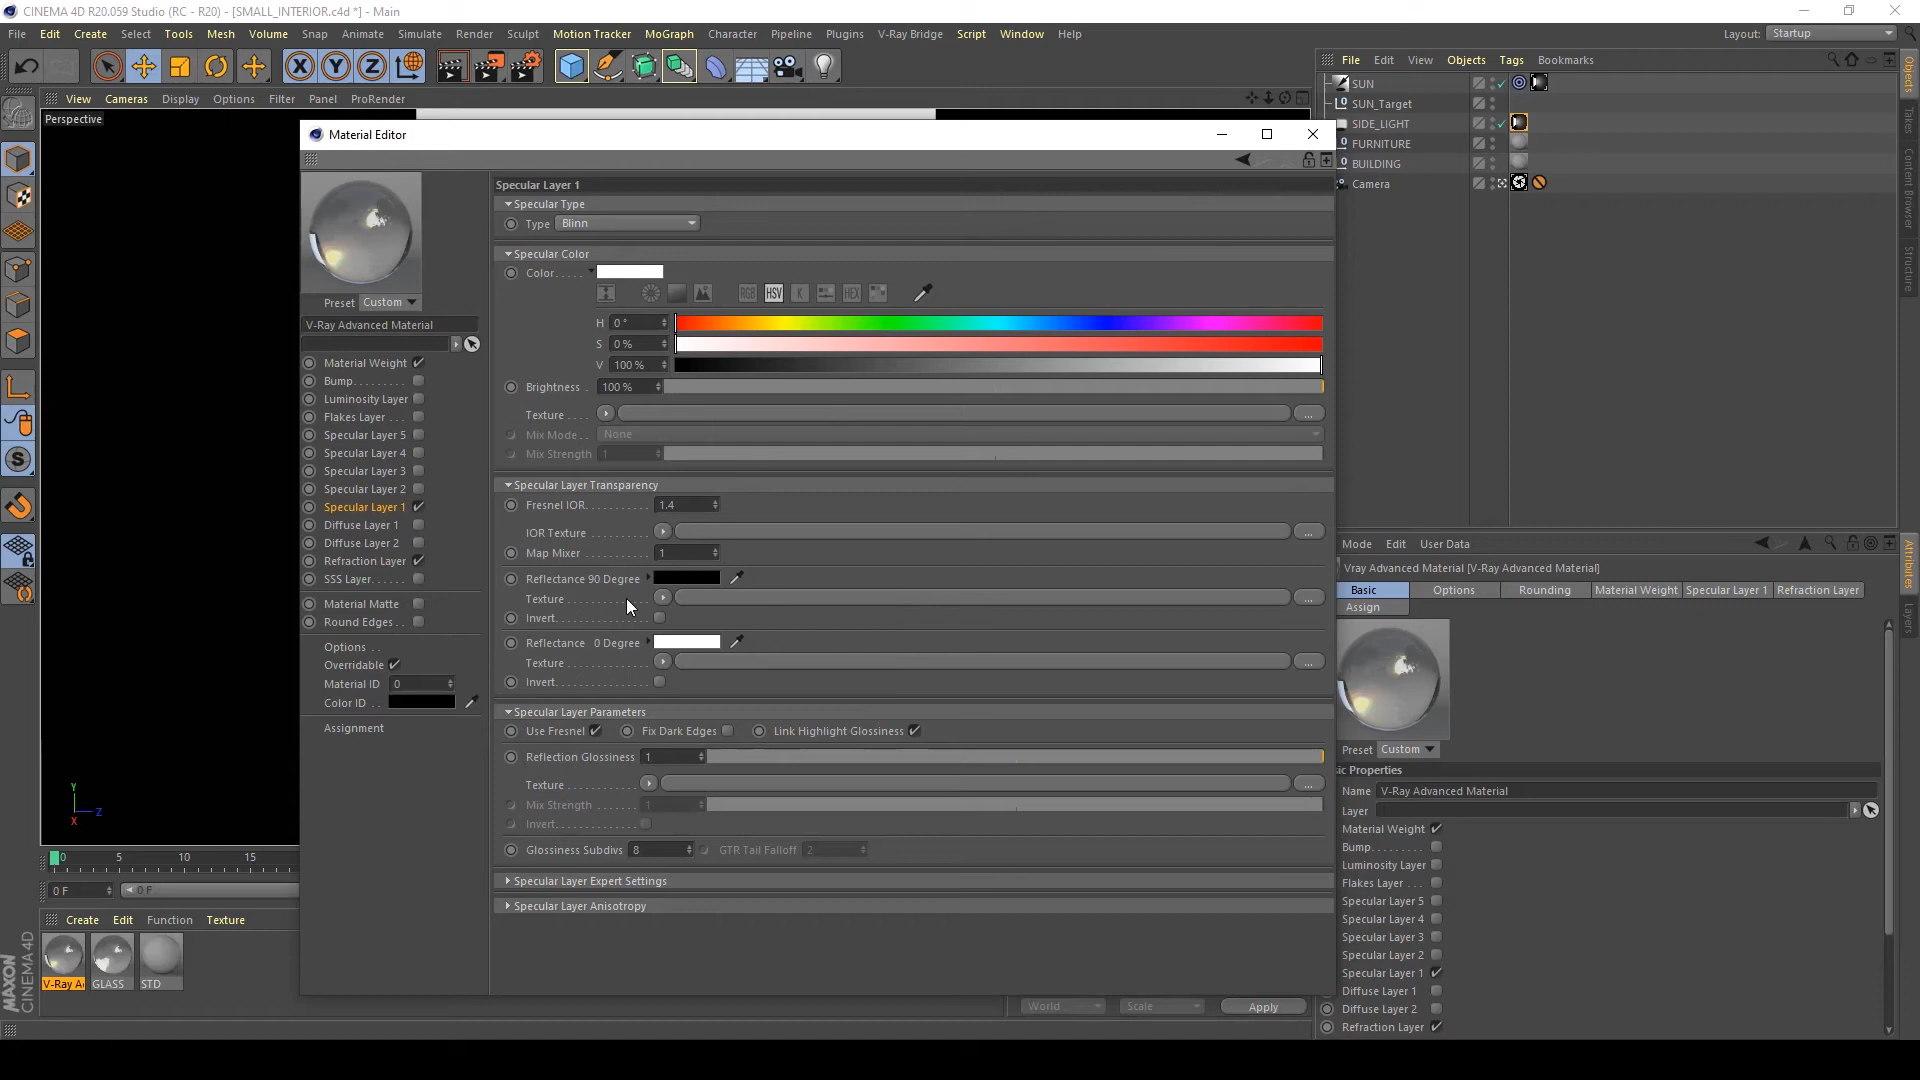 CINEMA 4D R20.059 Studio (RC - R20) - [SMALL_INTERIOR.c4d *] - Main
File Edit Create Select Tools Mesh Volume Snap Animate Simulate Render Sculpt Motion Tracker MoGraph Character Pipeline Plugins V-Ray Bridge Script Window Help
Layout: Startup
X Y Z
File Edit View Objects Tags Bookmarks
View Cameras Display Options Filter Panel ProRender
Perspective
SUN
SUN_Target
SIDE_LIGHT
FURNITURE
BUILDING
Camera
Objects
Takes
Content Browser
Structure
Material Editor
Preset Custom
V-Ray Advanced Material
Material Weight
Bump........
Luminosity Layer
Flakes Layer ...
Specular Layer 5
Specular Layer 4
Specular Layer 3
Specular Layer 2
Specular Layer 1
Diffuse Layer 1
Diffuse Layer 2
Refraction Layer
SSS Layer......
Material Matte
Round Edges..
Options ..
Overridable
Material ID 0
Color ID ..
Assignment
Specular Layer 1
Specular Type
Type Blinn
Specular Color
Color.....
RGB HSV K HEX
H 0 °
S 0 %
V 100 %
Brightness . 100 %
Texture .... ...
Mix Mode.. None
Mix Strength 1
Specular Layer Transparency
Fresnel IOR.......... 1.4
IOR Texture .......... ...
Map Mixer .......... 1
Reflectance 90 Degree
Texture ............. ...
Invert..............
Reflectance 0 Degree
Texture ............. ...
Invert..............
Specular Layer Parameters
Use Fresnel Fix Dark Edges Link Highlight Glossiness
Reflection Glossiness 1
Texture ........... ...
Mix Strength ...... 1
Invert.............
Glossiness Subdivs 8 GTR Tail Falloff 2
Specular Layer Expert Settings
Specular Layer Anisotropy
Mode Edit User Data
Vray Advanced Material [V-Ray Advanced Material]
Basic Options Rounding Material Weight Specular Layer 1 Refraction Layer
Assign
Preset Custom
ic Properties
Name V-Ray Advanced Material
Layer
Material Weight
Bump........
Luminosity Layer
Flakes Layer ...
Specular Layer 5
Specular Layer 4
Specular Layer 3
Specular Layer 2
Specular Layer 1
Diffuse Layer 1
Diffuse Layer 2
Refraction Layer
Attributes
Layers
Y
Z
X
0 5 10 15
0 F 0 F
Create Edit Function Texture
V-Ray A GLASS STD
World Scale Apply
MAXON
CINEMA 4D